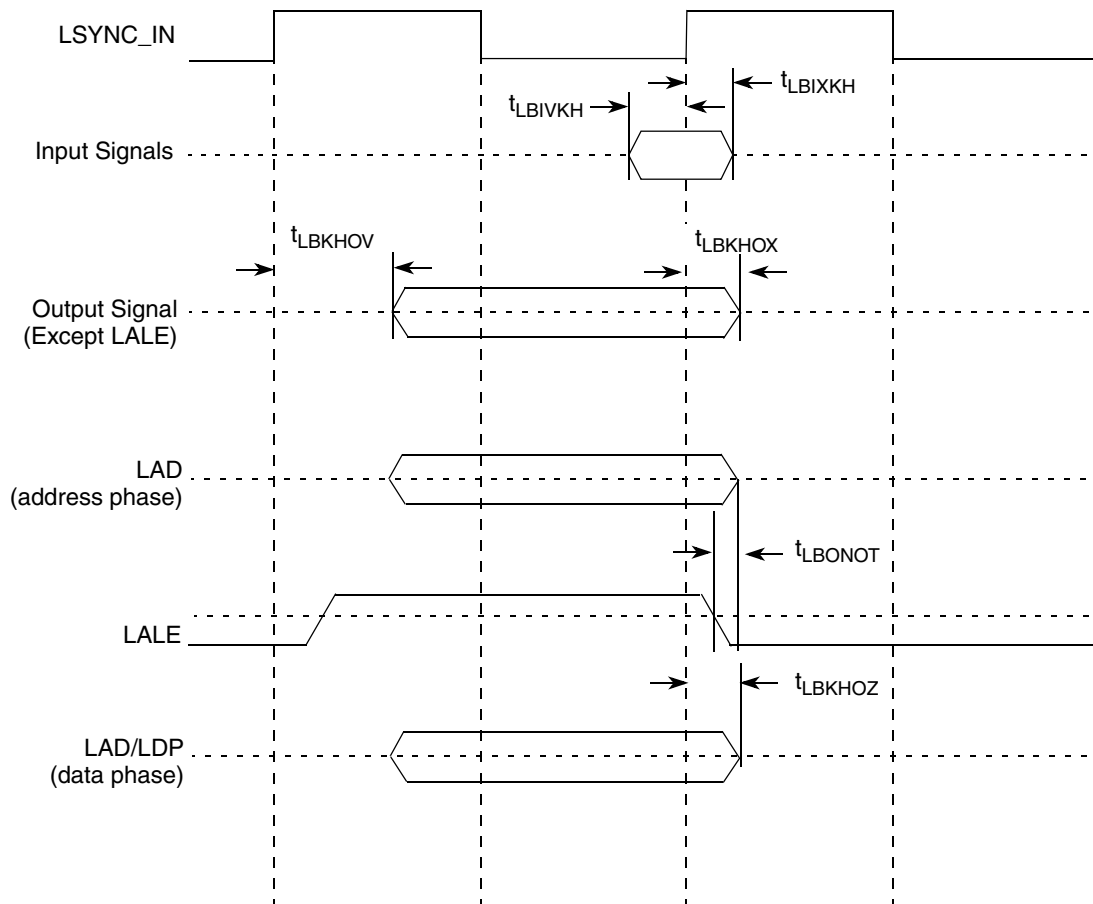 LSYNC_IN
tLBIXKH
tLBIVKH
Input Signals
tLBKHOV
tLBKHOX
Output Signal
(Except LALE)
LAD
(address phase)
tLBONOT
LALE
tLBKHOZ
LAD/LDP
(data phase)